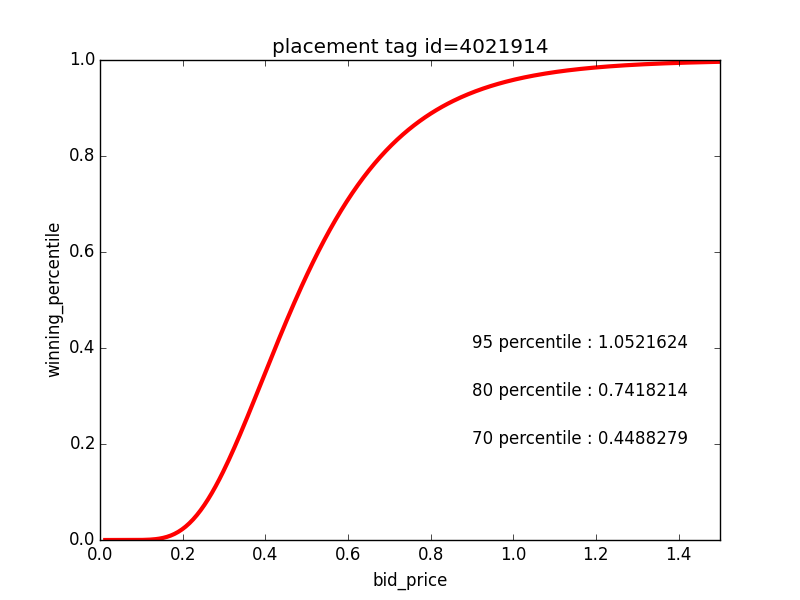 placement tag id=4021914
1.0
0.8
0.6
0.4
0.2
0.0
winning_percentile
95 percentile : 1.0521624
80 percentile : 0.7418214
70 percentile : 0.4488279
0.0 0.2 0.4 0.6 0.8 1.0 1.2 1.4
bid_price